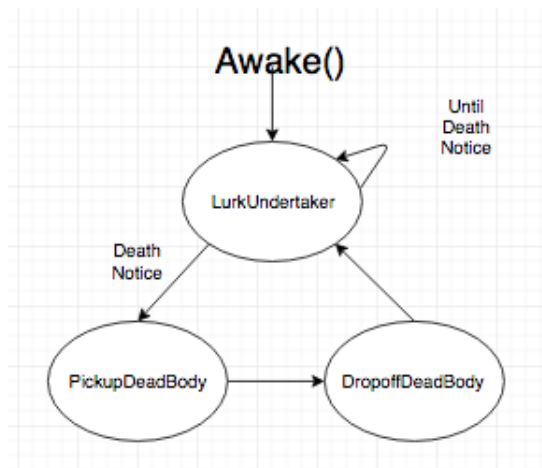 Awake()
Until
Death
Notice
LurkUndertaker
Death
Notice
PickupDeadBody
DropoffDeadBody